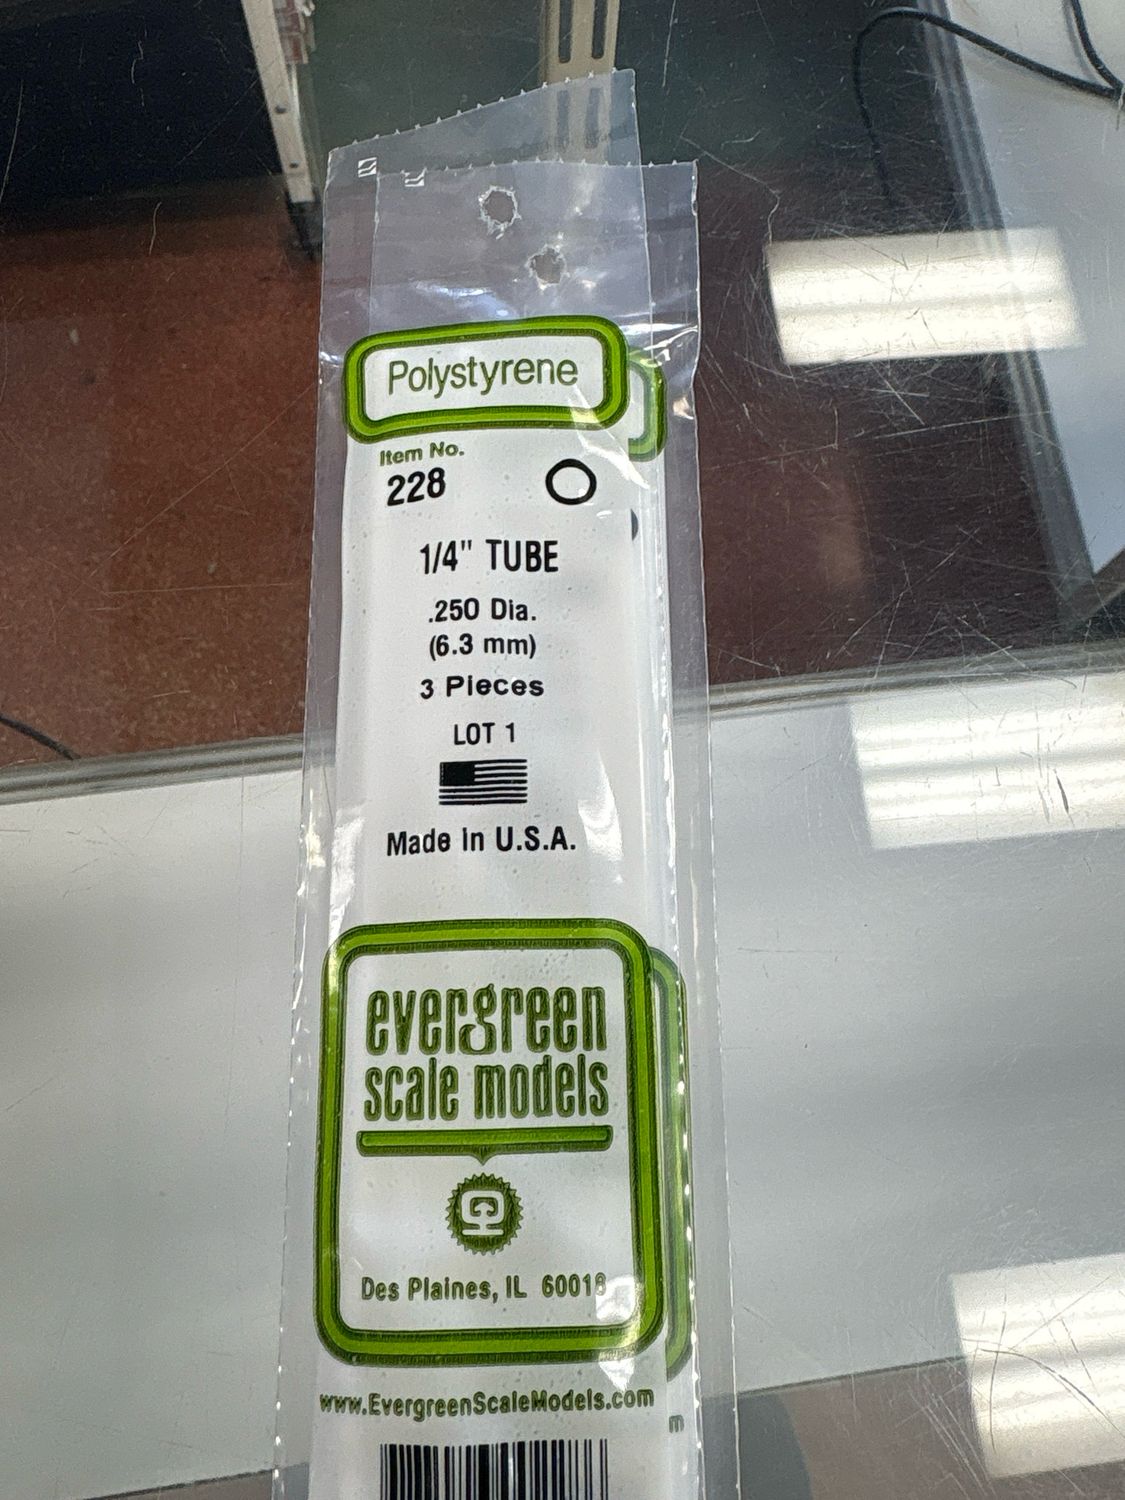 Polystyrene
Item No.
228
1/4" TUBE
.250 Dia.
(6.3 mm)
3 Pieces
LOT 1
Made In U.S.A.
evergreen
scale models
Des Plaines, IL 60018
www.EvergreenScaleModels.com
m